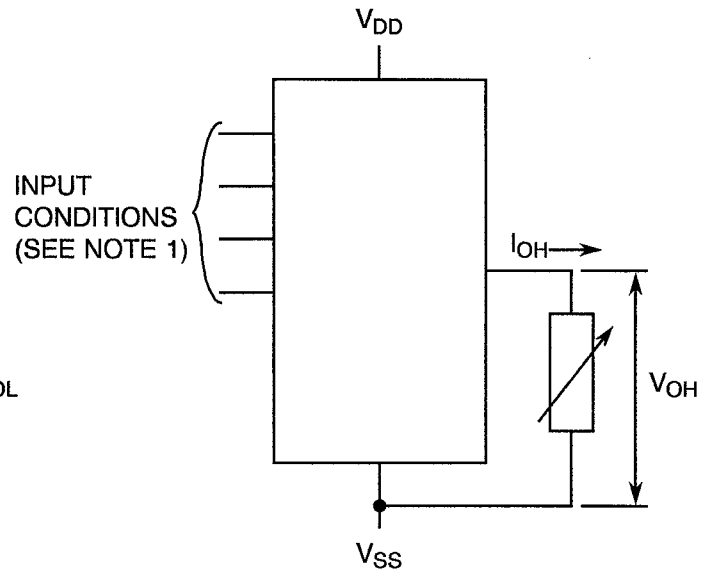 VDD
INPUT
CONDITIONS
(SEE NOTE 1)
IOH
OL
VOH
VSS